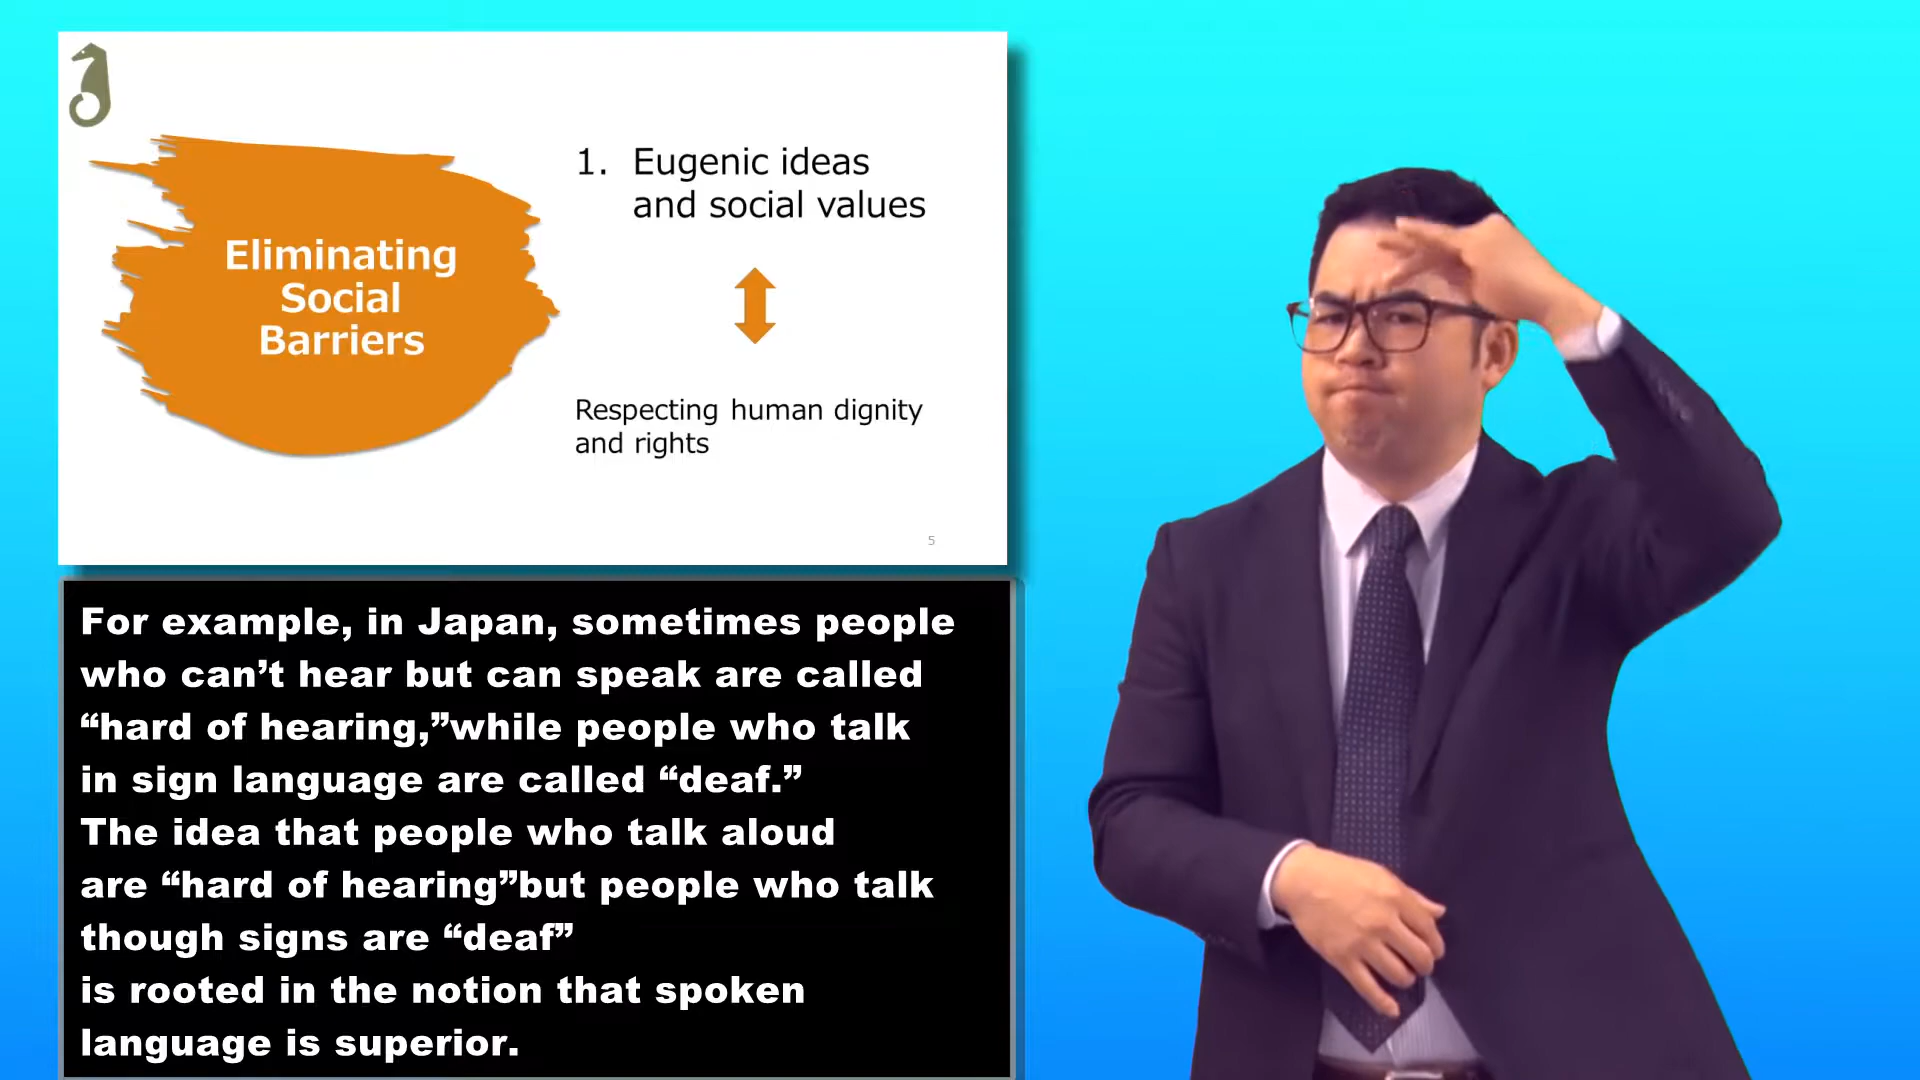 Eliminating
Social
Barriers
1. Eugenic ideas
and social values
Respecting human dignity
and rights
5
For example, in Japan, sometimes people
who can’t hear but can speak are called
“hard of hearing,”while people who talk
in sign language are called “deaf.”
The idea that people who talk aloud
are “hard of hearing”but people who talk
though signs are “deaf”
is rooted in the notion that spoken
language is superior.